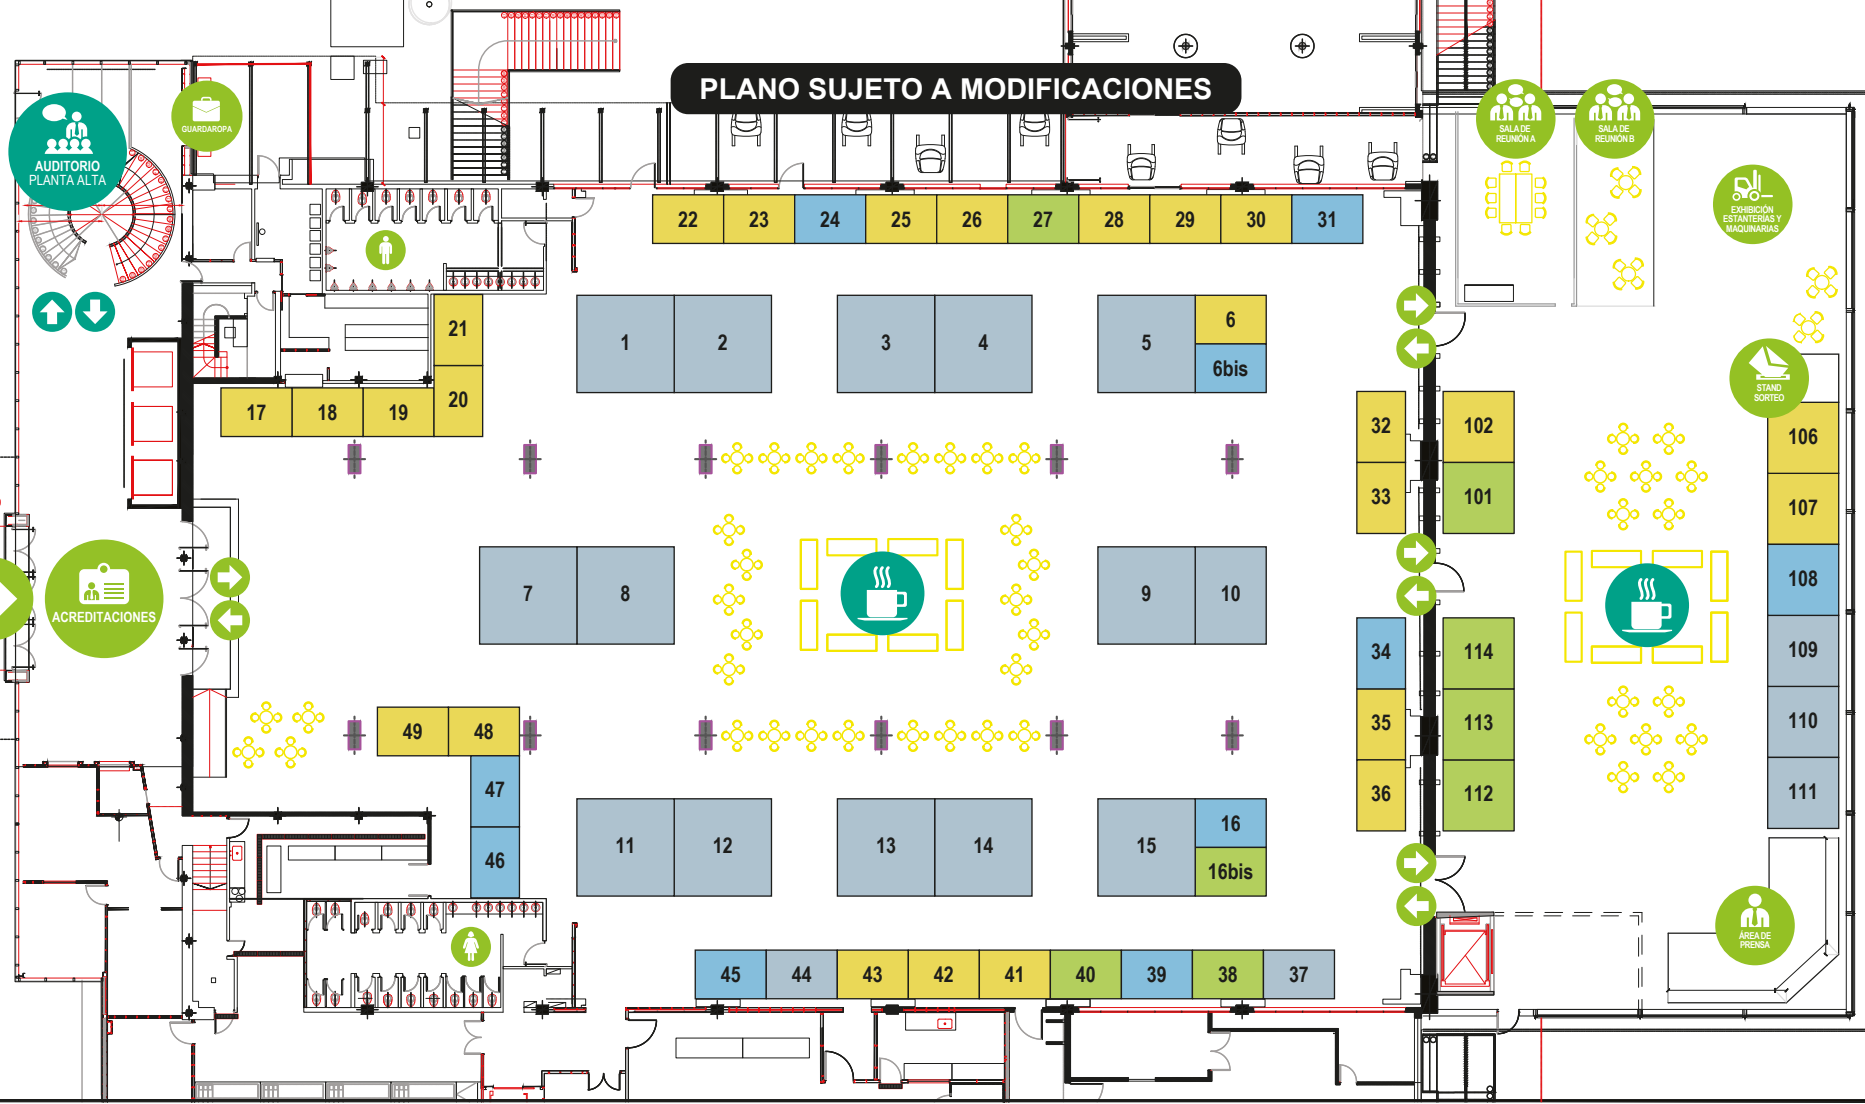 PLANO SUJETO A MODIFICACIONES
AUDITORIO
PLANTA ALTA
GUARDAROPA
SALA DE
REUNIÓN A
SALA DE
REUNIÓN B
EXHIBICIÓN
ESTANTERÍAS Y
MAQUINARIAS
22 23 24 25 26 27 28 29 30 31
21
1 2 3 4 5 6
6bis
STAND
SORTEO
17 18 19 20
32 102
106
33 101
107
108
7 8 9 10
ACREDITACIONES
34 114 109
35 113 110
49 48
47
36 112 111
46
11 12 13 14 15 16
16bis
ÁREA DE
PRENSA
45 44 43 42 41 40 39 38 37